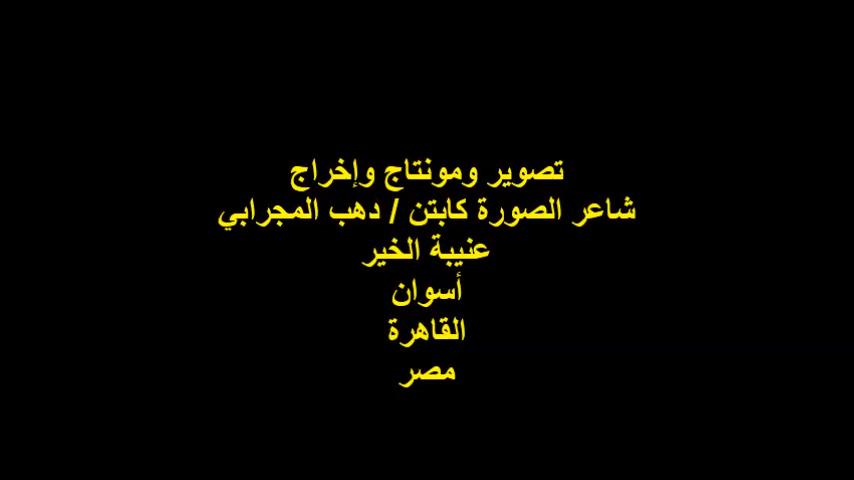 تصوير ومونتاج وإخراج
شاعر الصورة كابتن / دهب المجرابي
عنيبة الخير
أسوان
القاهرة
مصر